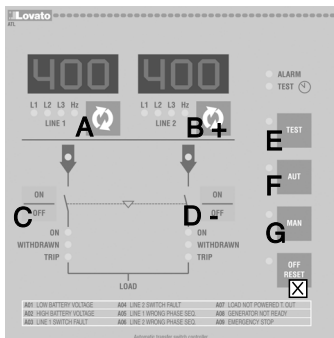 Lovato
ATL
400 400
ALARM
TEST
L1 L2 L3 Hz L1 L2 L3 Hz
LINE 1 A LINE 2 B +
TEST
E
AUT
F
ON ON
OFF OFF
C D -
MAN
G
ON ON
WITHDRAWN WITHDRAWN
TRIP TRIP
OFF
RESET
X
LOAD
A01 LOW BATTERY VOLTAGE A04 LINE 2 SWITCH FAULT A07 LOAD NOT POWERED T. OUT
A02 HIGH BATTERY VOLTAGE A05 LINE 1 WRONG PHASE SEQ. A08 GENERATOR NOT READY
A03 LINE 1 SWITCH FAULT A06 LINE 2 WRONG PHASE SEQ. A09 EMERGENCY STOP
Automatic transfer switch controller